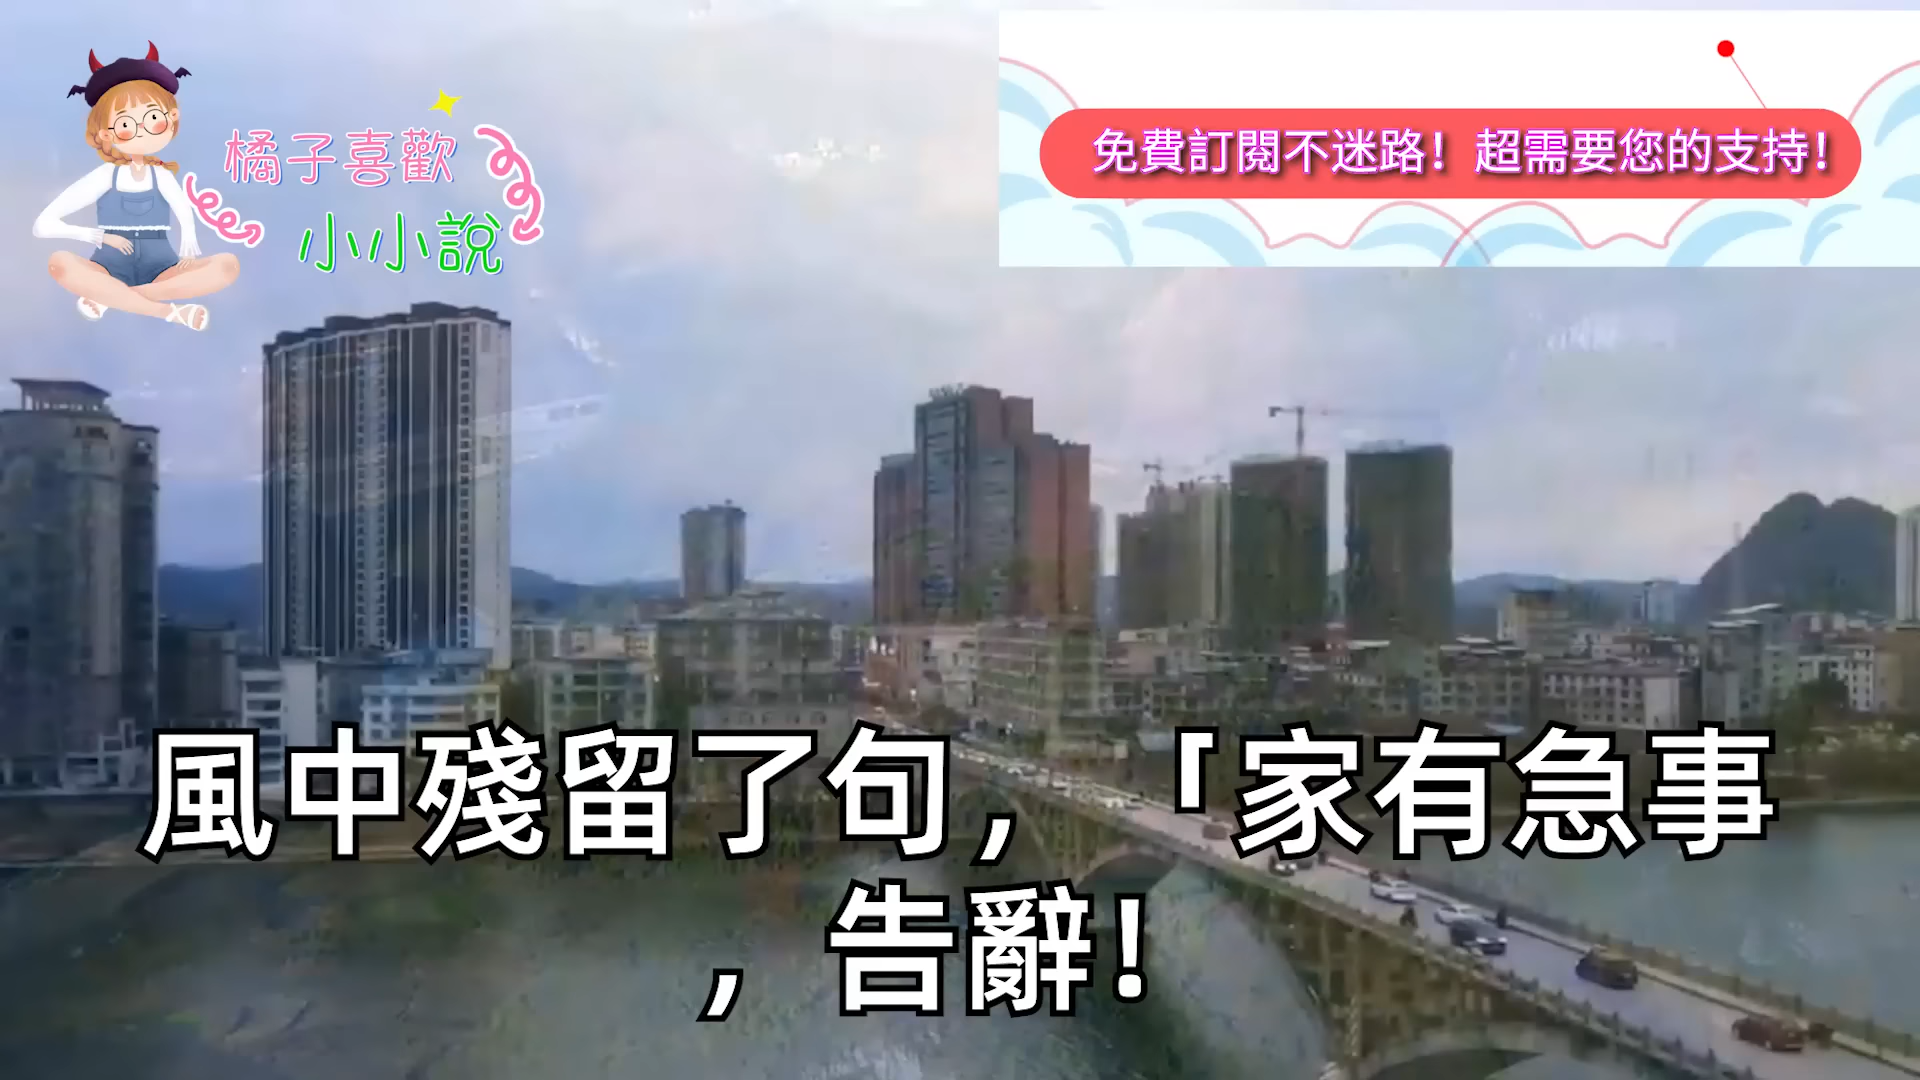 橘子喜歡
小小說
免費訂閱不迷路！超需要您的支持！
風中殘留了句，「家有急事
，告辭！